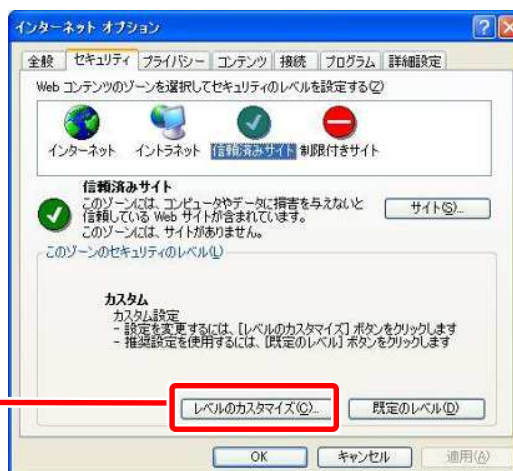 インターネット オプション
全般 セキュリティ プライバシー コンテンツ 接続 プログラム 詳細設定
Web コンテンツのゾーンを選択してセキュリティのレベルを設定する(Z)
インターネット イントラネット 信頼済みサイト 制限付きサイト
信頼済みサイト
このゾーンには、コンピュータやデータに損害を与えないと
信頼している Web サイトが含まれています。
このゾーンには、サイトがありません。
サイト(S)...
このゾーンのセキュリティのレベル(L)
カスタム
カスタム設定
- 設定を変更するには、[レベルのカスタマイズ] ボタンをクリックします
- 推奨設定を使用するには、[既定のレベル] ボタンをクリックします
レベルのカスタマイズ(C)... 既定のレベル(D)
OK キャンセル 適用(A)